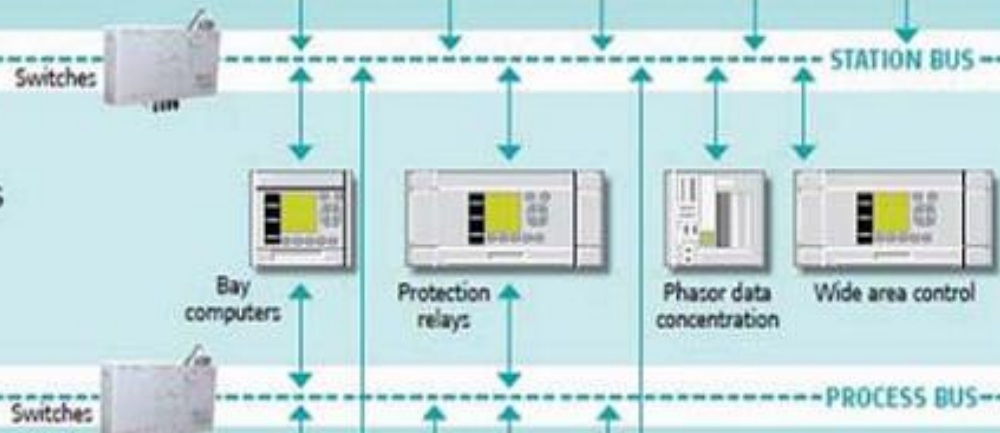 STATION BUS
Switches
Bay
computers
Protection
relays
Phasor data
concentration
Wide area control
PROCESS BUS
Switches